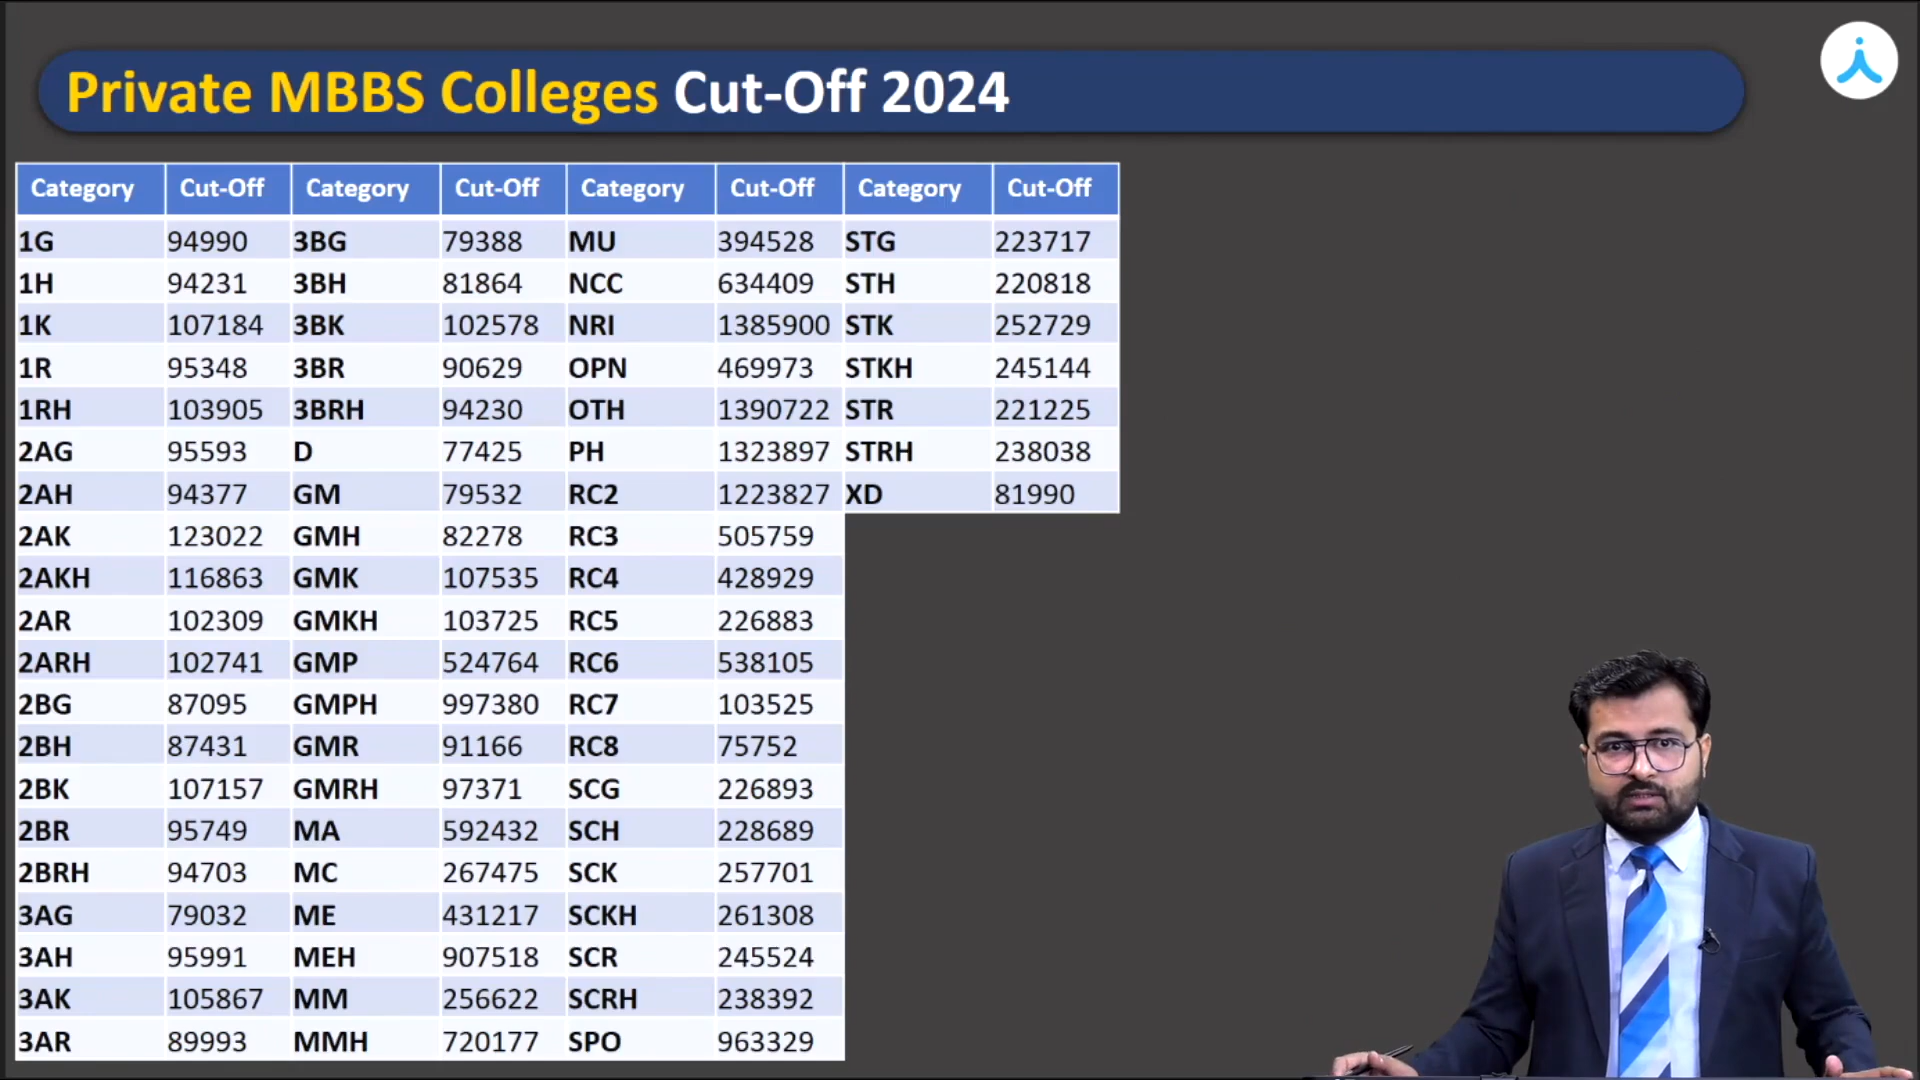 Private MBBS Colleges Cut-Off 2024
Category Cut-Off Category Cut-Off Category Cut-Off Category Cut-Off
1G 94990 3BG 79388 MU 394528 STG 223717
1H 94231 3BH 81864 NCC 634409 STH 220818
1K 107184 3BK 102578 NRI 1385900 STK 252729
1R 95348 3BR 90629 OPN 469973 STKH 245144
1RH 103905 3BRH 94230 OTH 1390722 STR 221225
2AG 95593 D 77425 PH 1323897 STRH 238038
2AH 94377 GM 79532 RC2 1223827 XD 81990
2AK 123022 GMH 82278 RC3 505759
2AKH 116863 GMK 107535 RC4 428929
2AR 102309 GMKH 103725 RC5 226883
2ARH 102741 GMP 524764 RC6 538105
2BG 87095 GMPH 997380 RC7 103525
2BH 87431 GMR 91166 RC8 75752
2BK 107157 GMRH 97371 SCG 226893
2BR 95749 MA 592432 SCH 228689
2BRH 94703 MC 267475 SCK 257701
3AG 79032 ME 431217 SCKH 261308
3AH 95991 MEH 907518 SCR 245524
3AK 105867 MM 256622 SCRH 238392
3AR 89993 MMH 720177 SPO 963329